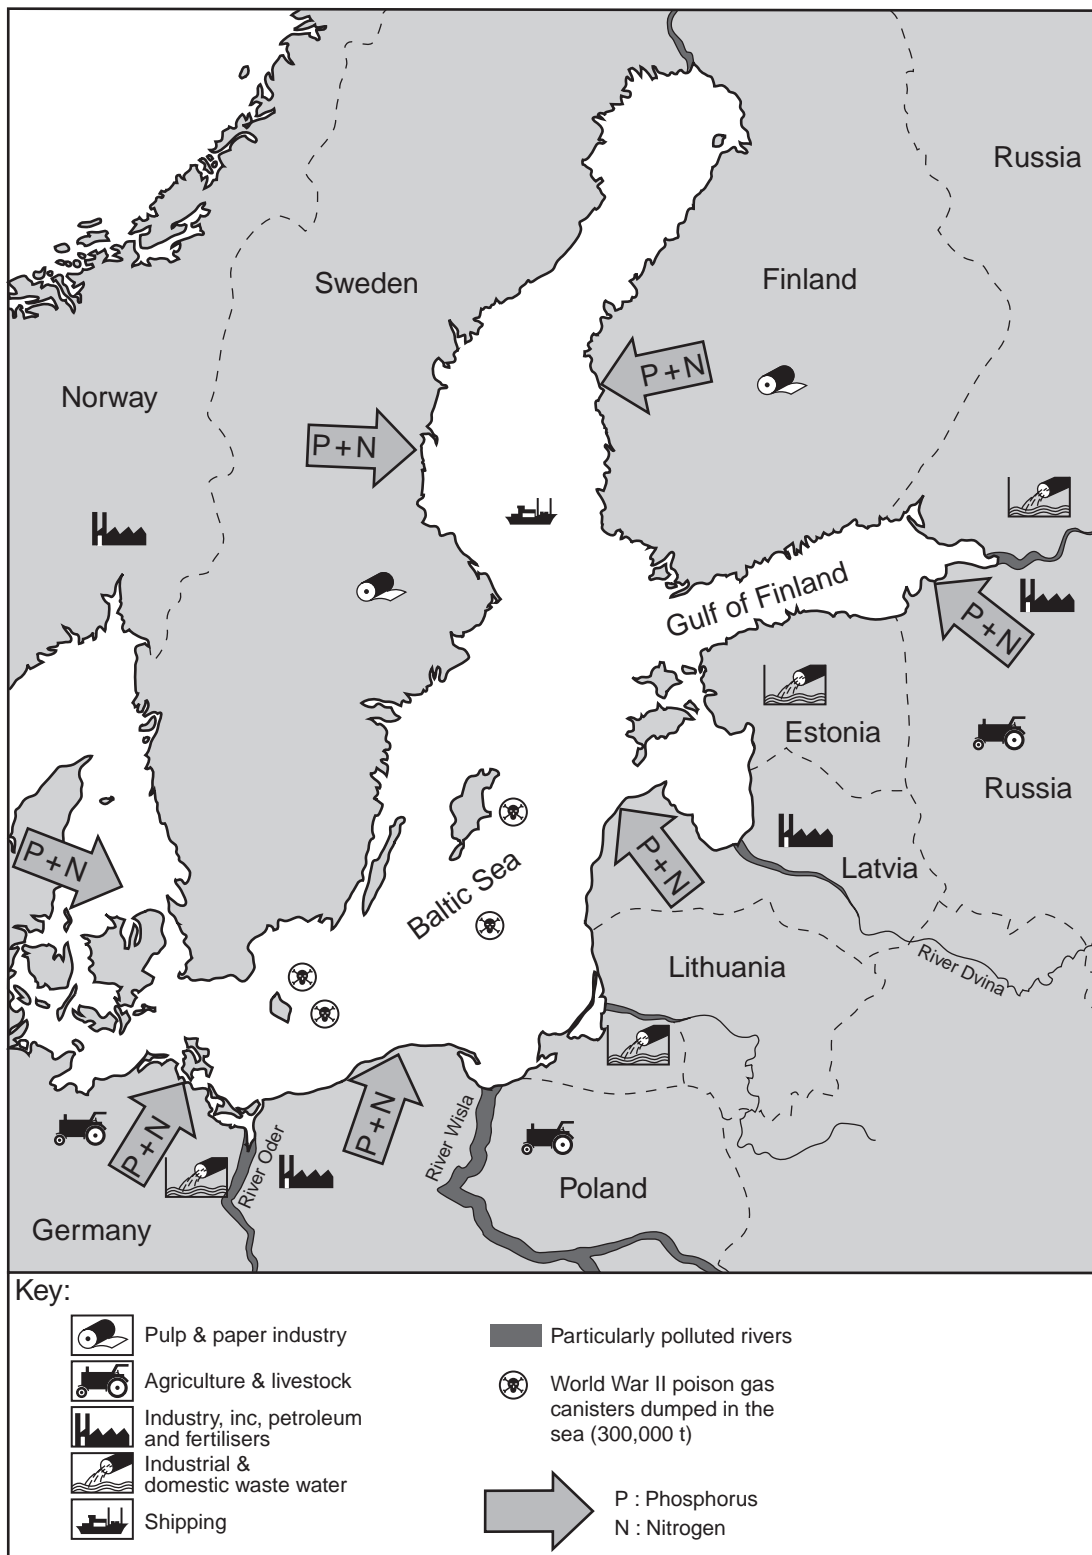 Russia
Sweden
Finland
P+N
Norway
P+N
Gulf of Finland
P+N
Estonia
Russia
P+N
P+N
Latvia
Baltic Sea
Lithuania
River Dvina
P+N
P+N
River Oder
River Wisla
Poland
Germany
Key:
Pulp & paper industry
Agriculture & livestock
Industry, inc, petroleum
and fertilisers
Industrial &
domestic waste water
Shipping
Particularly polluted rivers
World War II poison gas
canisters dumped in the
sea (300,000 t)
P : Phosphorus
N : Nitrogen